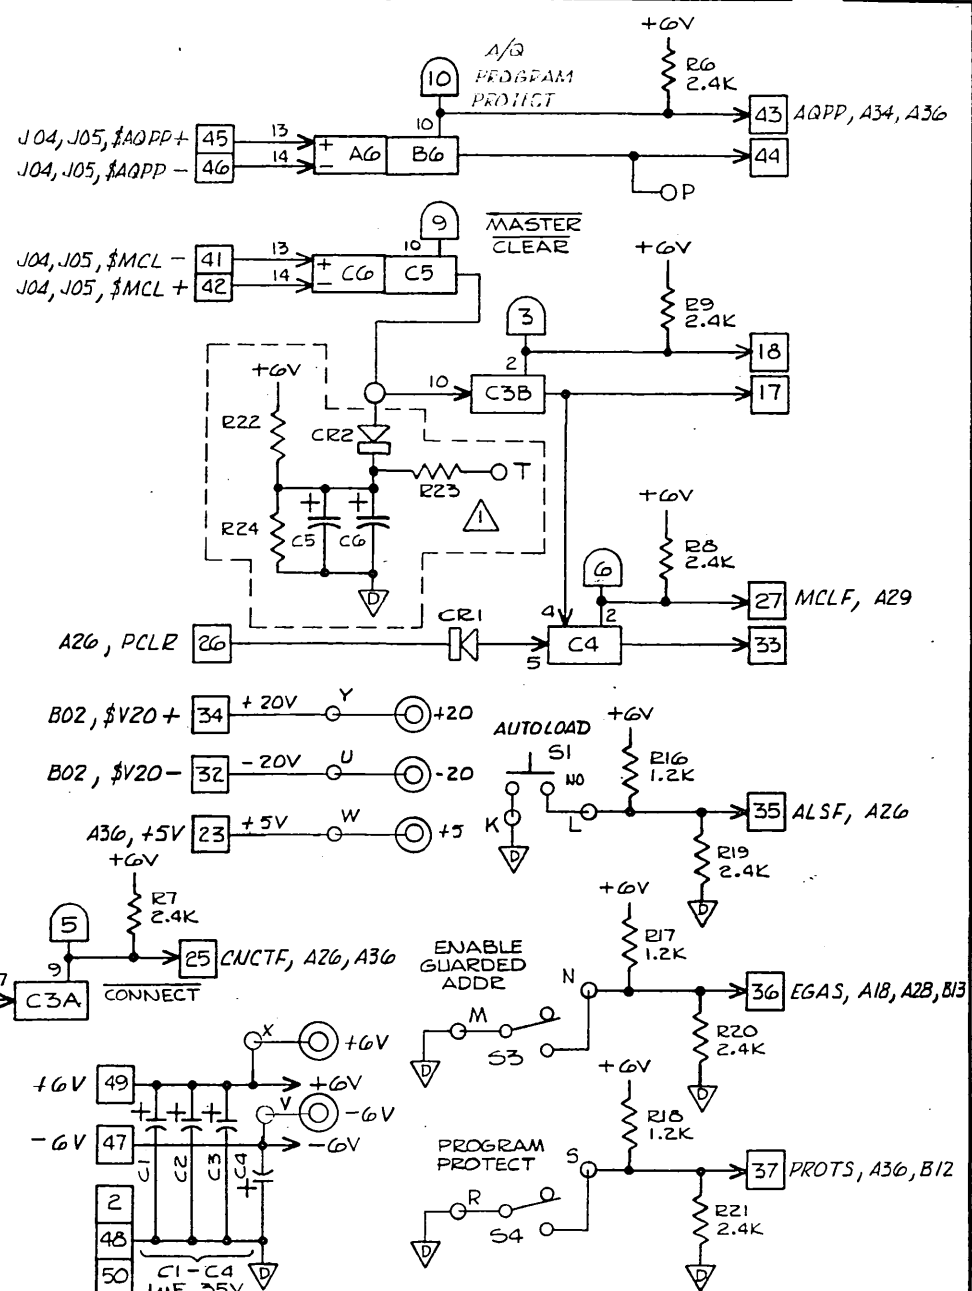 +6V
A/Q
PROGRAM
PROTECT
10
R6
2.4K
10
43 AQPP, A34, A36
J04, J05, $AQPP+ 45 13 + A6 B6
J04, J05, $AQPP- 46 14 -
44
P
9
MASTER
CLEAR
+6V
10
J04, J05, $MCL - 41 13 + C6 C5
J04, J05, $MCL + 42 14 -
R9
2.4K
3
2
18
+6V
10 C3B 17
R22
CR2
T
R23
+6V
1
R24
C5
C6
+
+
R8
2.4K
6
D
27 MCLF, A29
CR1
4
2
A26, PCLR 26
5
C4
33
B02, $V20+ 34 +20V Y +20
+6V
AUTOLOAD
S1
NO
R16
1.2K
B02, $V20- 32 -20V U -20
K
L
35 ALSF, A26
A36, +5V 23 +5V W +5
D
R19
2.4K
D
+6V
R7
2.4K
5
9
25 CNCTF, A26, A36
7
C3A
CONNECT
+6V
R17
1.2K
ENABLE
GUARDED
ADDR
N
M
S3
36 EGAS, A18, A28, B13
D
R20
2.4K
D
X +6V
+6V 49 +6V
V -6V
-6V 47 -6V
+ + +
C1
C2
C3
C4
+
2
48
50
D
C1-C4
1UF 35V
+6V
R18
1.2K
PROGRAM
PROTECT
S
R
S4
37 PROTS, A36, B12
D
R21
2.4K
D